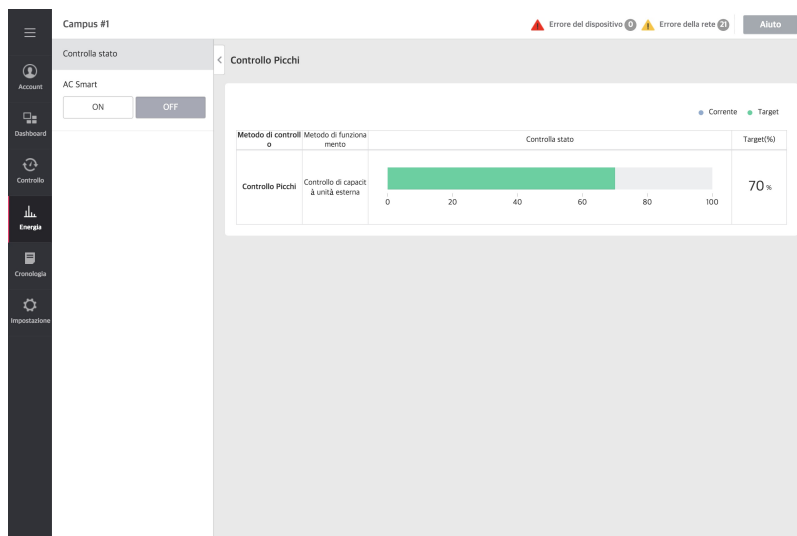 Campus #1
Errore del dispositivo 0
Errore della rete 21
Aiuto
Account
Dashboard
Controllo
Energia
Cronologia
Impostazione
Controlla stato
AC Smart
ON
OFF
<
Controllo Picchi
Corrente
Target
Metodo di controll
o
Metodo di funziona
mento
Controlla stato
Target(%)
Controllo Picchi
Controllo di capacit
à unità esterna
0 20 40 60 80 100
70 %